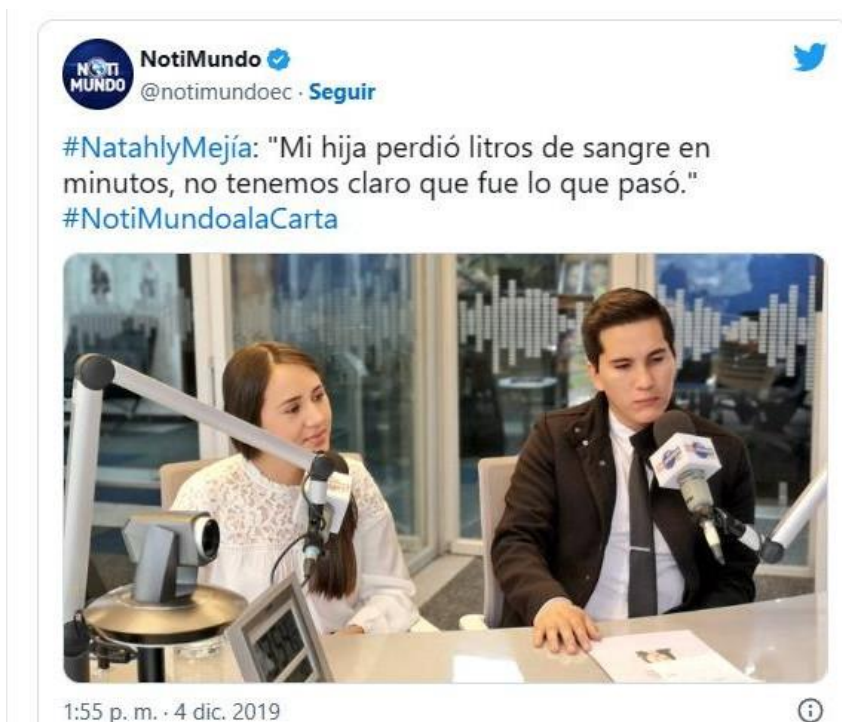 NOTI
MUNDO
NotiMundo
@notimundoec · Seguir
#NatahlyMejía: "Mi hija perdió litros de sangre en
minutos, no tenemos claro que fue lo que pasó."
#NotiMundoalaCarta
1:55 p. m. · 4 dic. 2019